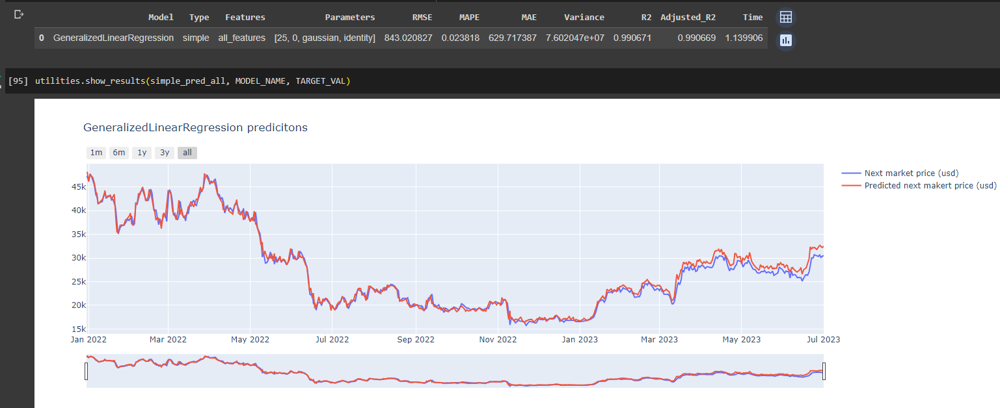 Model Type Features Parameters RMSE MAPE MAE Variance R2 Adjusted_R2 Time
0 GeneralizedLinearRegression simple all_features [25, 0, gaussian, identity] 843.020827 0.023818 629.717387 7.602047e+07 0.990671 0.990669 1.139906
[95] utilities.show_results(simple_pred_all, MODEL_NAME, TARGET_VAL)
GeneralizedLinearRegression predicitons
1m 6m 1y 3y all
Next market price (usd)
Predicted next makert price (usd)
45k
40k
35k
30k
25k
20k
15k
Jan 2022 Mar 2022 May 2022 Jul 2022 Sep 2022 Nov 2022 Jan 2023 Mar 2023 May 2023 Jul 2023